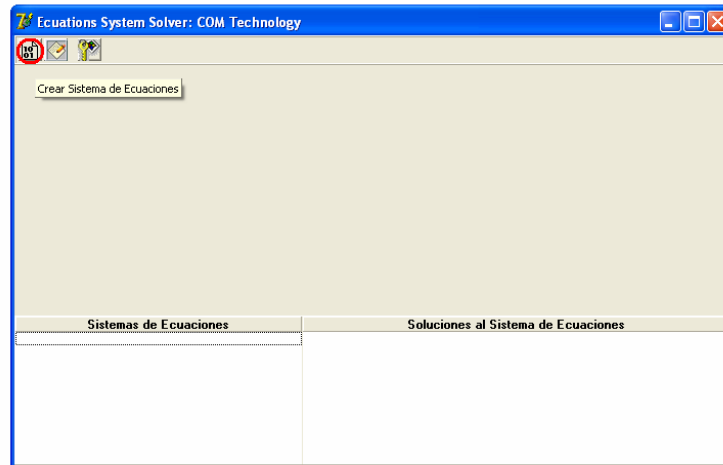 Ecuations System Solver: COM Technology
Crear Sistema de Ecuaciones
Sistemas de Ecuaciones Soluciones al Sistema de Ecuaciones